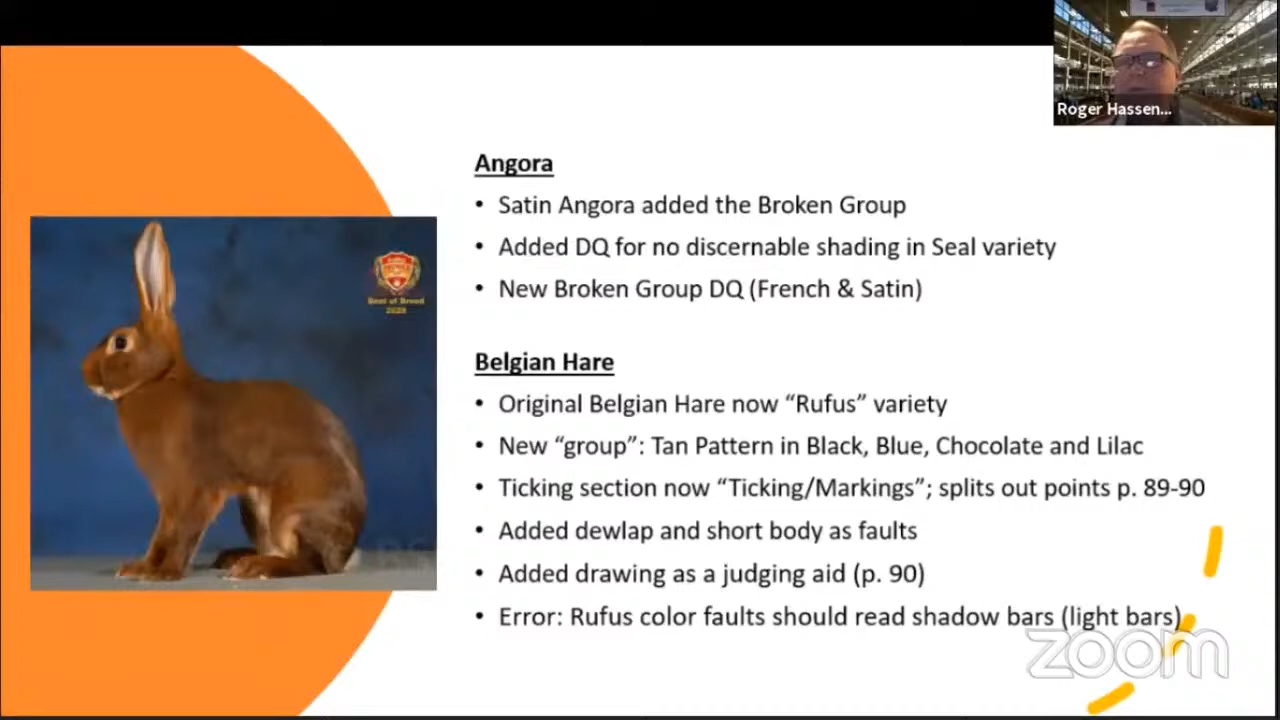 Roger Hassen...
Angora
• Satin Angora added the Broken Group
• Added DQ for no discernable shading in Seal variety
• New Broken Group DQ (French & Satin)
Best of Breed
Belgian Hare
• Original Belgian Hare now “Rufus” variety
• New “group”: Tan Pattern in Black, Blue, Chocolate and Lilac
• Ticking section now “Ticking/Markings”; splits out points p. 89-90
• Added dewlap and short body as faults
• Added drawing as a judging aid (p. 90)
• Error: Rufus color faults should read shadow bars (light bars)
zoom